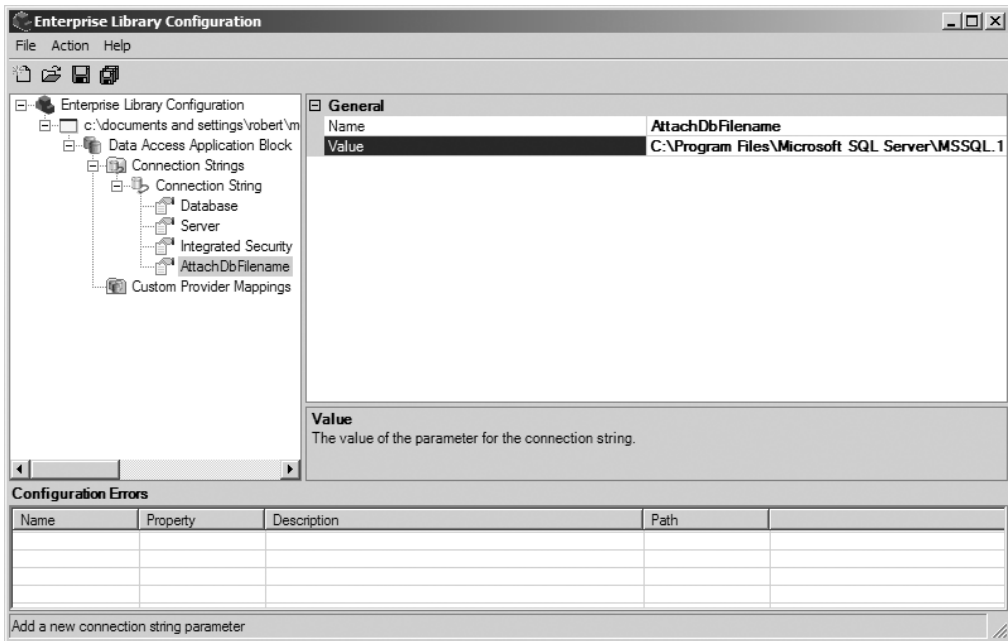 Enterprise Library Configuration
File Action Help
Enterprise Library Configuration
c:\documents and settings\robert\m
Data Access Application Block
Connection Strings
Connection String
Database
Server
Integrated Security
AttachDbFilename
Custom Provider Mappings
General
Name AttachDbFilename
Value C:\Program Files\Microsoft SQL Server\MSSQL.1
Value
The value of the parameter for the connection string.
Configuration Errors
Name Property Description Path
Add a new connection string parameter